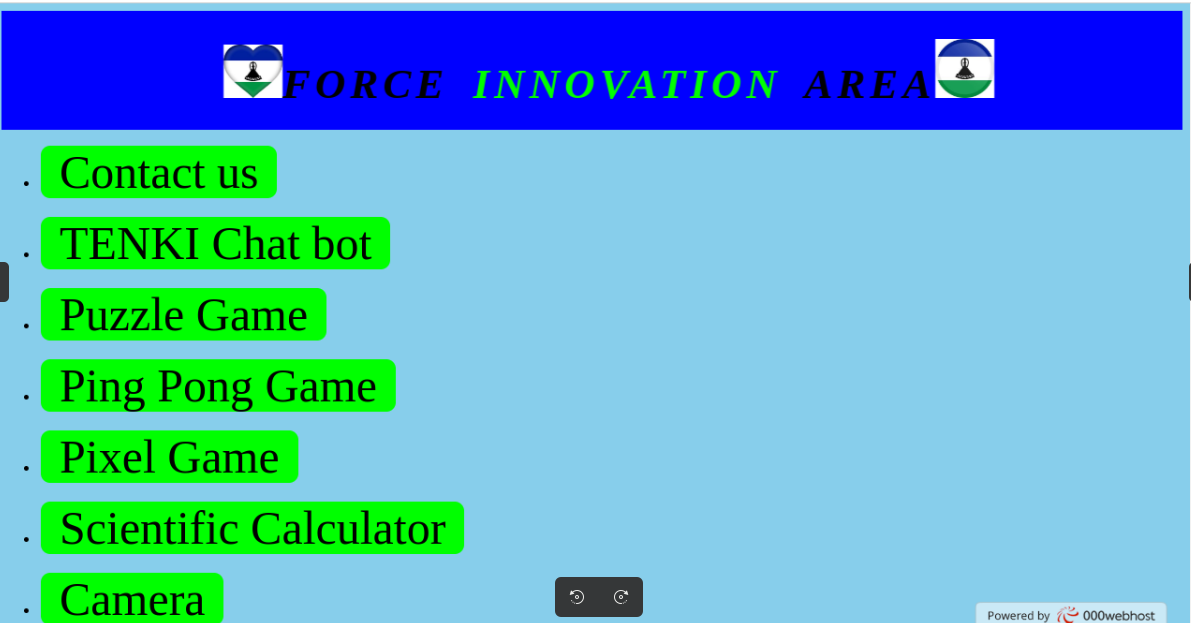 FORCE INNOVATION AREA
Contact us
TENKI Chat bot
Puzzle Game
Ping Pong Game
Pixel Game
Scientific Calculator
Camera
Powered by 000webhost